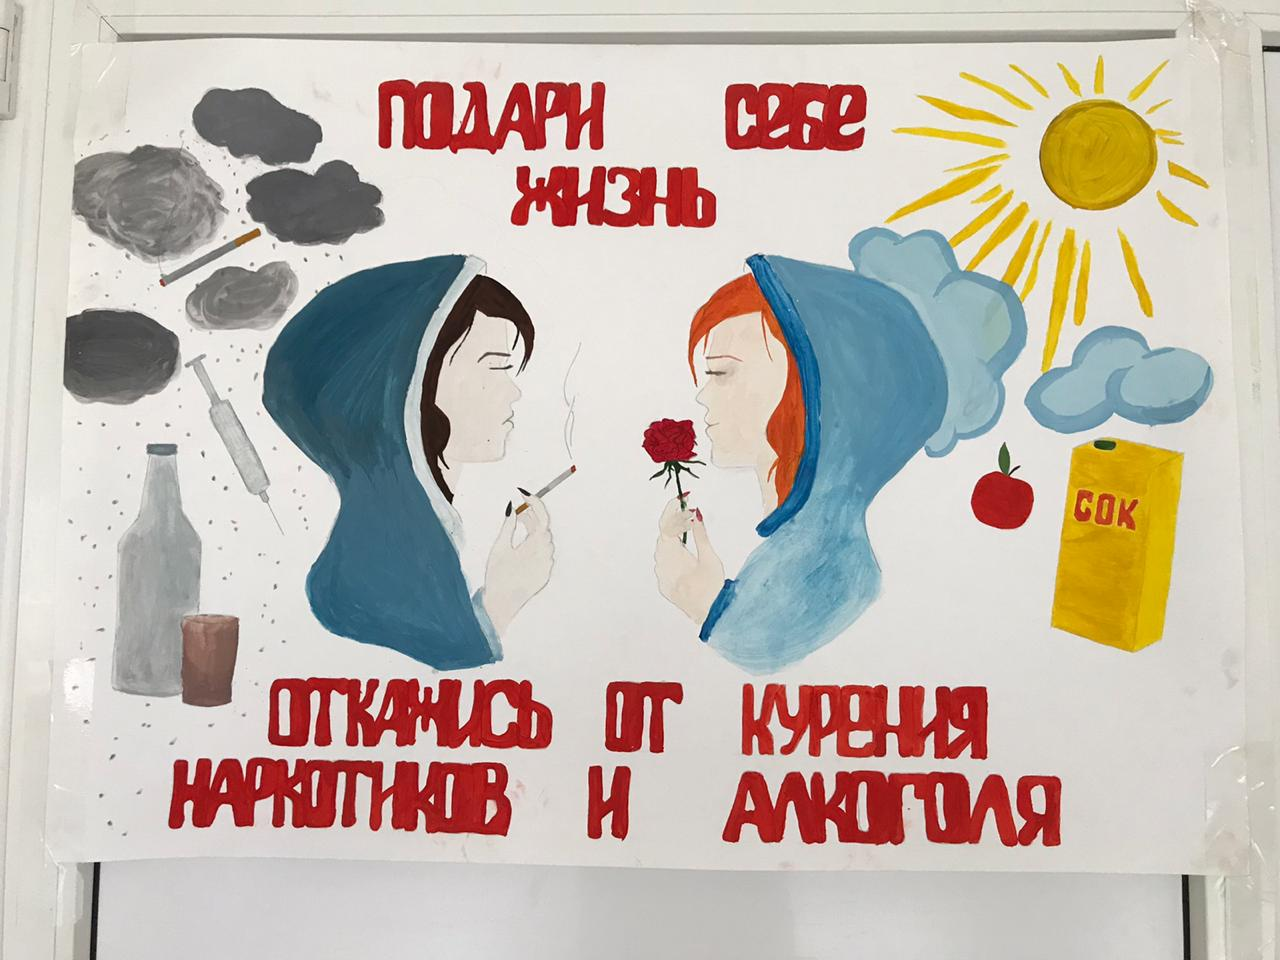 ПОДАРИ СЕБЕ
ЖИЗНЬ
СОК
ОТКАЖИСЬ ОТ КУРЕНИЯ
НАРКОТИКОВ И АЛКОГОЛЯ